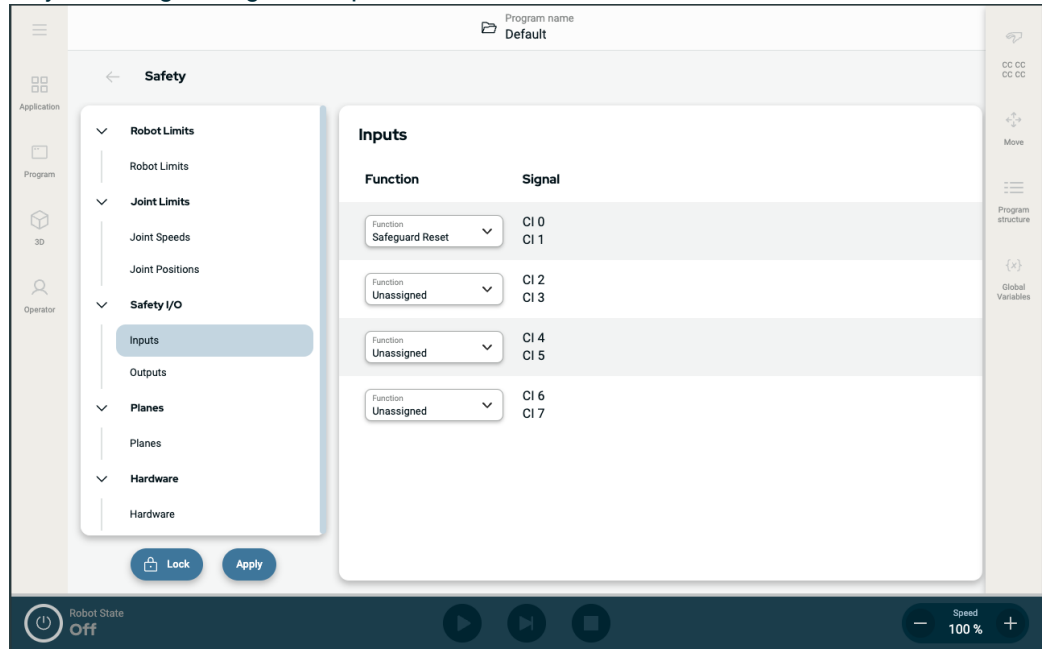 Program name
Default
CC CC
CC CC
Application
Program
3D
Operator
Safety
Robot Limits
Robot Limits
Joint Limits
Joint Speeds
Joint Positions
Safety I/O
Inputs
Outputs
Planes
Planes
Hardware
Hardware
Lock
Apply
Inputs
Function
Signal
Function
Safeguard Reset
CI 0
CI 1
Function
Unassigned
CI 2
CI 3
Function
Unassigned
CI 4
CI 5
Function
Unassigned
CI 6
CI 7
Move
Program
structure
{x}
Global
Variables
Robot State
Off
Speed
100 %